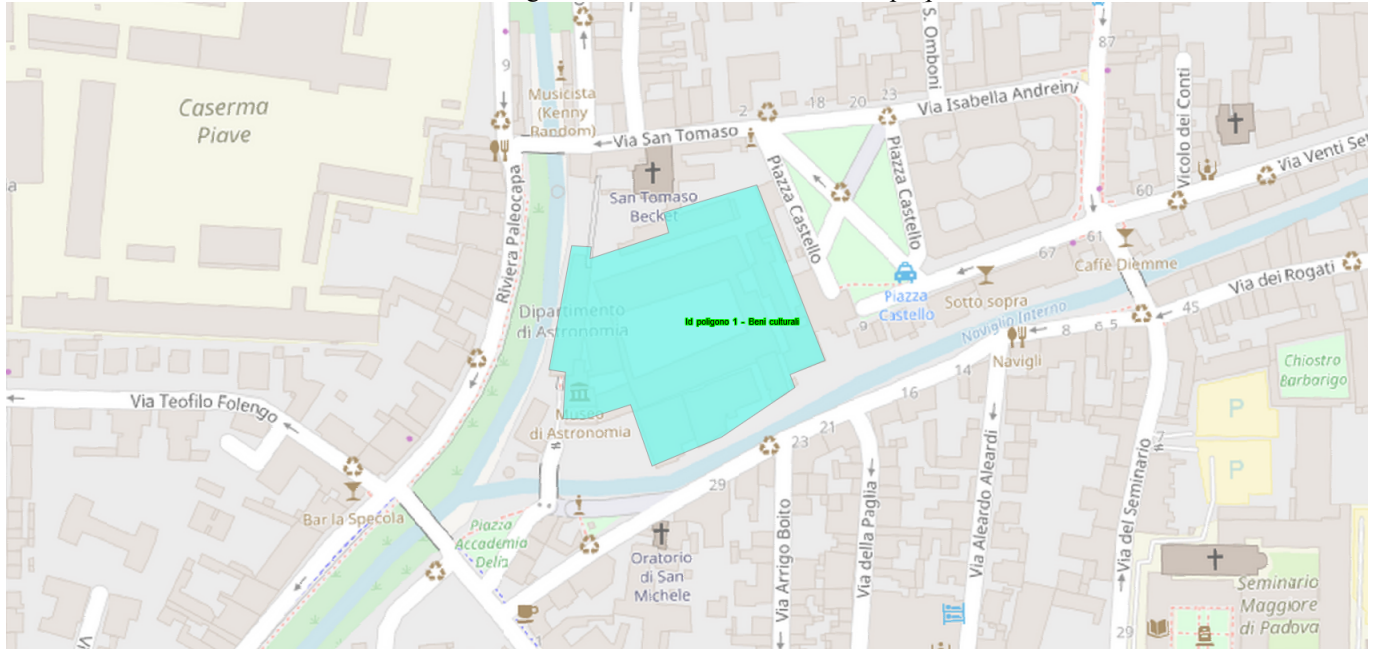 9
Caserma
Piave
Musicista
(Kenny
Random)
2
18
20
23
S. Omboni
87
Via Isabella Andreini
Vicolo dei Conti
Via San Tomaso
Piazza Castello
Piazza Castello
60
San Tomaso
Becket
Riviera Paleocapa
67
61
Caffè Diemme
Via dei Rogati
Piazza
Castello
Sotto sopra
Dipartimento
di Astronomia
Id poligono 1 - Beni culturali
9
Naviglio Interno
8
6
5
45
Navigli
14
16
Chiostro
Barbarigo
P
Via Teofilo Folengo
Museo
di Astronomia
21
23
7
P
29
Bar la Specola
Piazza
Accademia
Delia
Oratorio
di San
Michele
Via Arrigo Boito
Via della Paglia
Via Aleardo Aleardi
Via del Seminario
Seminario
Maggiore
di Padova
29